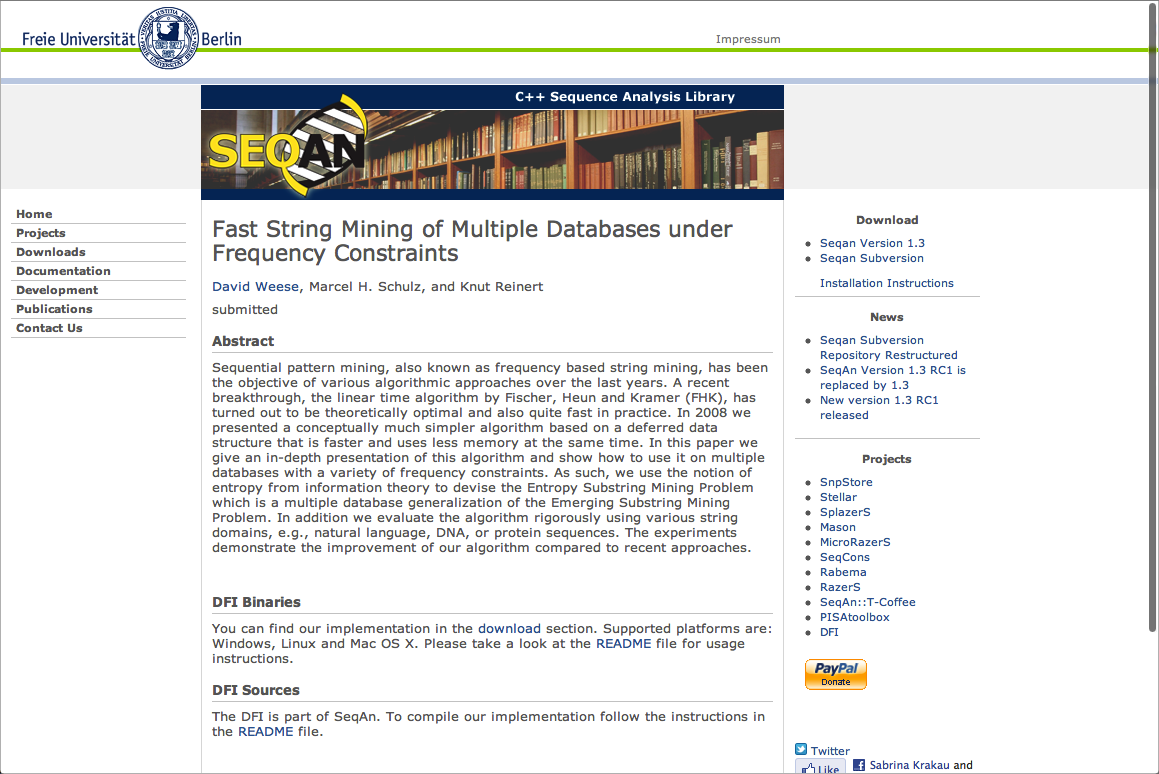 Freie Universität Berlin
Impressum
C++ Sequence Analysis Library
SEQAN
Home
Projects
Downloads
Documentation
Development
Publications
Contact Us
Fast String Mining of Multiple Databases under
Frequency Constraints
David Weese, Marcel H. Schulz, and Knut Reinert
submitted
Abstract
Sequential pattern mining, also known as frequency based string mining, has been
the objective of various algorithmic approaches over the last years. A recent
breakthrough, the linear time algorithm by Fischer, Heun and Kramer (FHK), has
turned out to be theoretically optimal and also quite fast in practice. In 2008 we
presented a conceptually much simpler algorithm based on a deferred data
structure that is faster and uses less memory at the same time. In this paper we
give an in-depth presentation of this algorithm and show how to use it on multiple
databases with a variety of frequency constraints. As such, we use the notion of
entropy from information theory to devise the Entropy Substring Mining Problem
which is a multiple database generalization of the Emerging Substring Mining
Problem. In addition we evaluate the algorithm rigorously using various string
domains, e.g., natural language, DNA, or protein sequences. The experiments
demonstrate the improvement of our algorithm compared to recent approaches.
DFI Binaries
You can find our implementation in the download section. Supported platforms are:
Windows, Linux and Mac OS X. Please take a look at the README file for usage
instructions.
DFI Sources
The DFI is part of SeqAn. To compile our implementation follow the instructions in
the README file.
Download
Seqan Version 1.3
Seqan Subversion
Installation Instructions
News
Seqan Subversion
Repository Restructured
SeqAn Version 1.3 RC1 is
replaced by 1.3
New version 1.3 RC1
released
Projects
SnpStore
Stellar
SplazerS
Mason
MicroRazerS
SeqCons
Rabema
RazerS
SeqAn::T-Coffee
PISAtoolbox
DFI
PayPal
Donate
Twitter
Like
Sabrina Krakau and